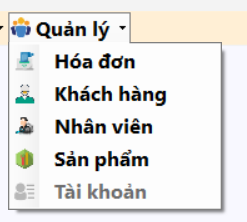 Quản lý
Hóa đơn
Khách hàng
Nhân viên
Sản phẩm
Tài khoản